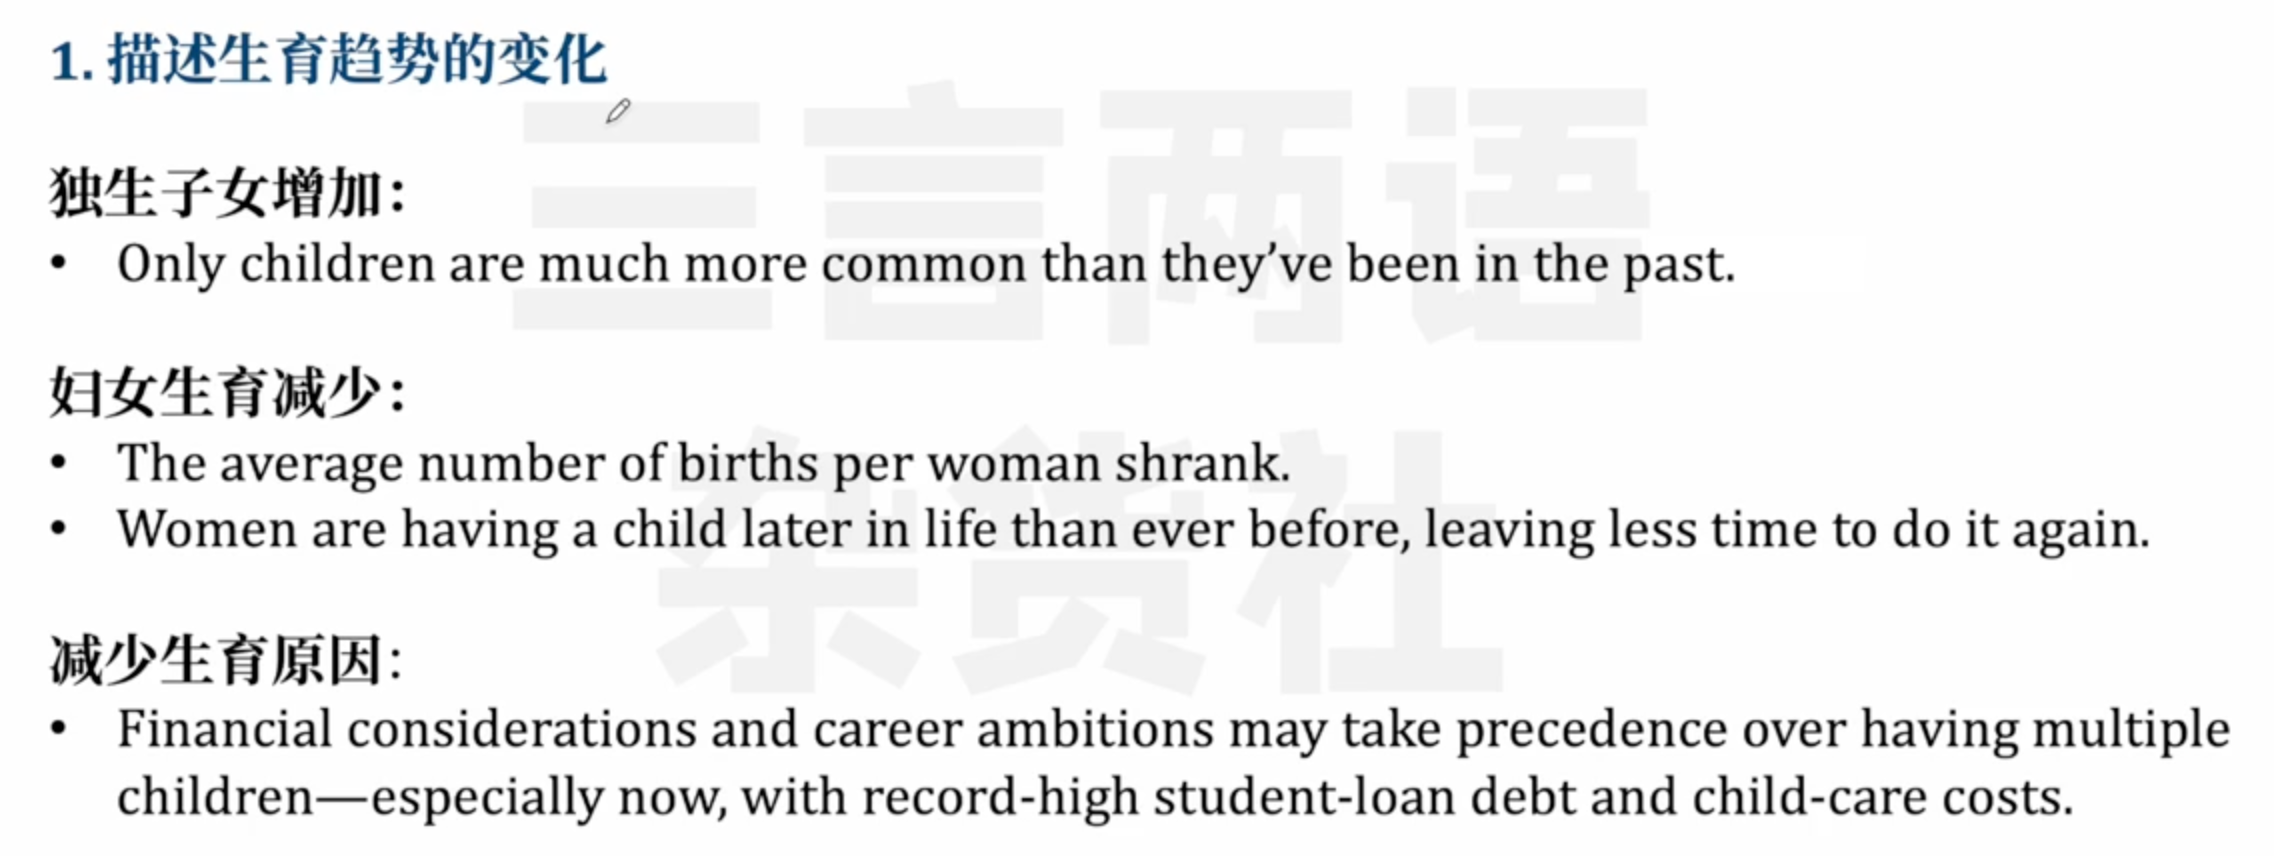 1. 描述生育趋势的变化
独生子女增加：
• Only children are much more common than they’ve been in the past.
妇女生育减少：
• The average number of births per woman shrank.
• Women are having a child later in life than ever before, leaving less time to do it again.
减少生育原因：
• Financial considerations and career ambitions may take precedence over having multiple
children—especially now, with record-high student-loan debt and child-care costs.
三言两语
杂货社